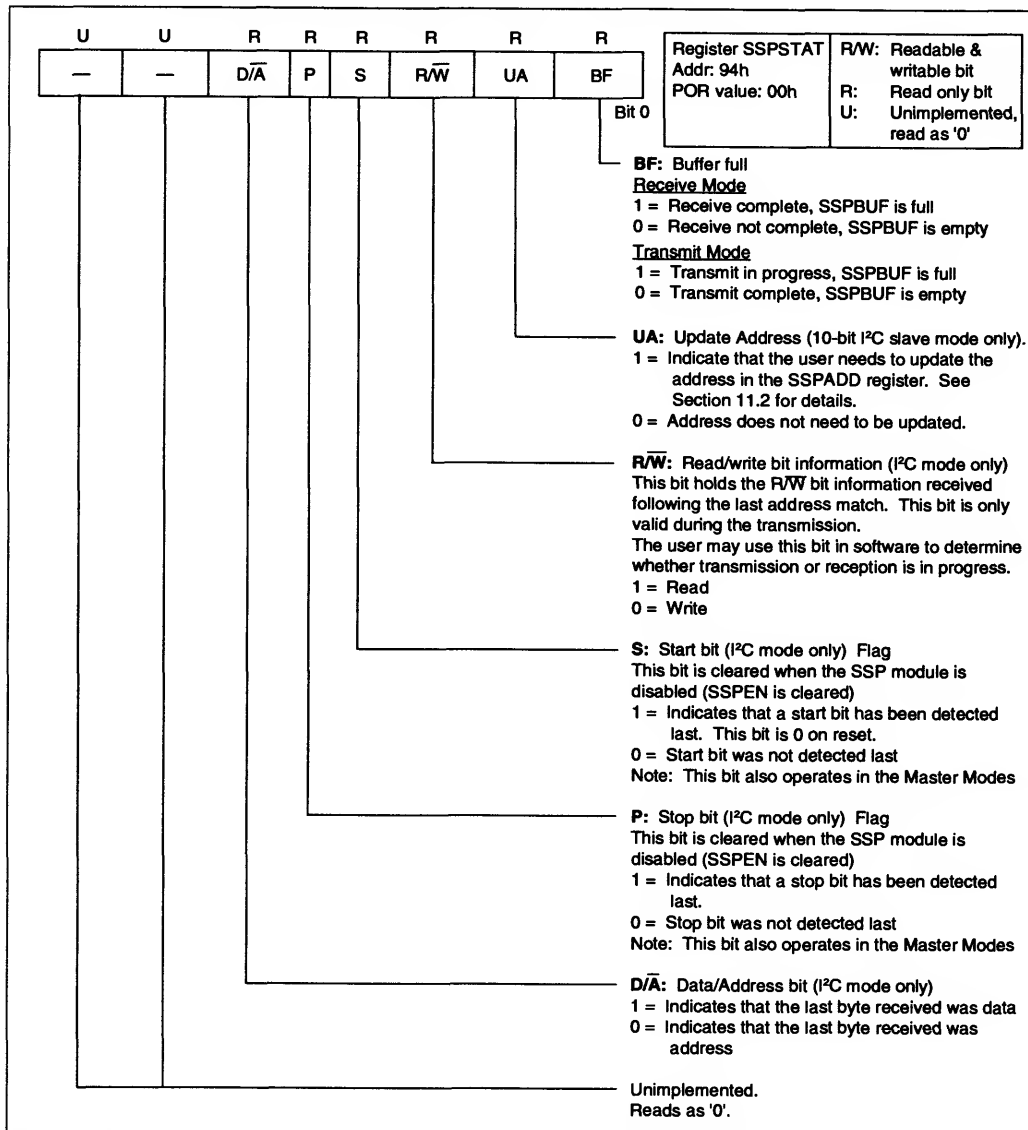 U U R R R R R R
— — D/A̅ P S R/W̅ UA BF
Bit 0
Register SSPSTAT
Addr: 94h
POR value: 00h
R/W: Readable &
writable bit
R: Read only bit
U: Unimplemented,
read as '0'
BF: Buffer full
Receive Mode
1 = Receive complete, SSPBUF is full
0 = Receive not complete, SSPBUF is empty
Transmit Mode
1 = Transmit in progress, SSPBUF is full
0 = Transmit complete, SSPBUF is empty
UA: Update Address (10-bit I²C slave mode only).
1 = Indicate that the user needs to update the
address in the SSPADD register. See
Section 11.2 for details.
0 = Address does not need to be updated.
R/W̅: Read/write bit information (I²C mode only)
This bit holds the R/W̅ bit information received
following the last address match. This bit is only
valid during the transmission.
The user may use this bit in software to determine
whether transmission or reception is in progress.
1 = Read
0 = Write
S: Start bit (I²C mode only) Flag
This bit is cleared when the SSP module is
disabled (SSPEN is cleared)
1 = Indicates that a start bit has been detected
last. This bit is 0 on reset.
0 = Start bit was not detected last
Note: This bit also operates in the Master Modes
P: Stop bit (I²C mode only) Flag
This bit is cleared when the SSP module is
disabled (SSPEN is cleared)
1 = Indicates that a stop bit has been detected
last.
0 = Stop bit was not detected last
Note: This bit also operates in the Master Modes
D/A̅: Data/Address bit (I²C mode only)
1 = Indicates that the last byte received was data
0 = Indicates that the last byte received was
address
Unimplemented.
Reads as '0'.